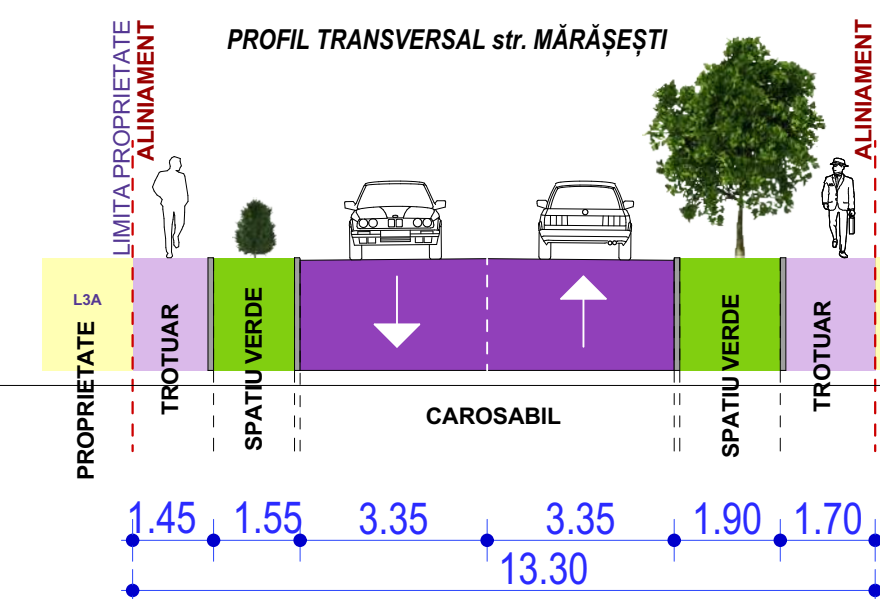 PROFIL TRANSVERSAL str. MĂRĂȘEȘTI
LIMITA PROPRIETATE
ALINIAMENT
ALINIAMENT
L3A
PROPRIETATE
TROTUAR
SPATIU VERDE
CAROSABIL
SPATIU VERDE
TROTUAR
1.45 1.55 3.35 3.35 1.90 1.70
13.30